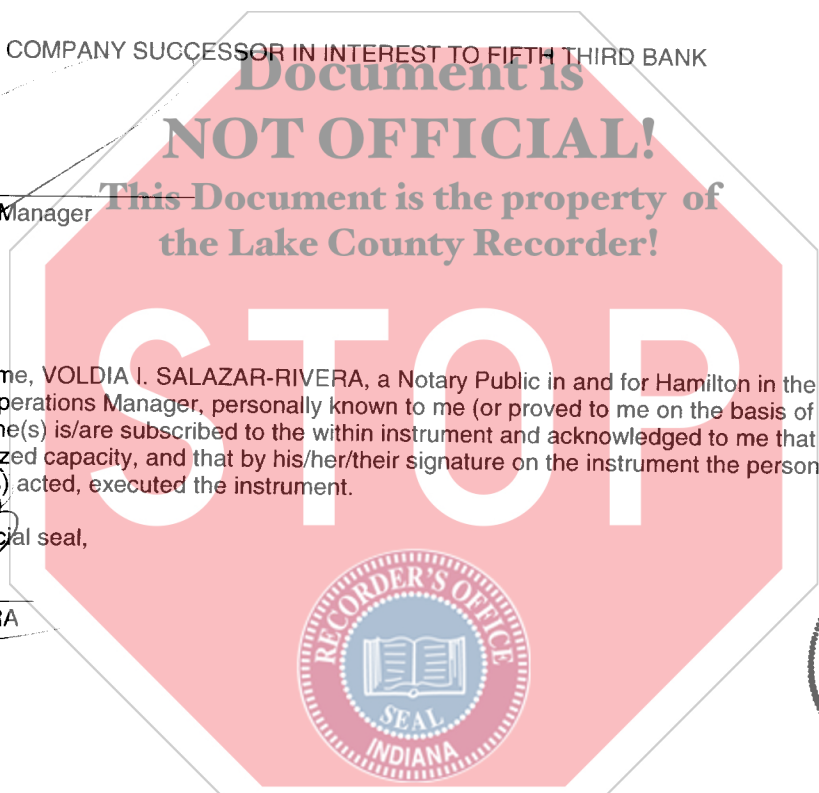 COMPANY SUCCESSOR IN INTEREST TO FIFTH THIRD BANK
Document is
NOT OFFICIAL!
Manager
This Document is the property of
the Lake County Recorder!
STOP
me, VOLDIA I. SALAZAR-RIVERA, a Notary Public in and for Hamilton in the
perations Manager, personally known to me (or proved to me on the basis of
ne(s) is/are subscribed to the within instrument and acknowledged to me that
zed capacity, and that by his/her/their signature on the instrument the person
) acted, executed the instrument.
cial seal,
RA
RECORDER'S OFFICE
SEAL
INDIANA